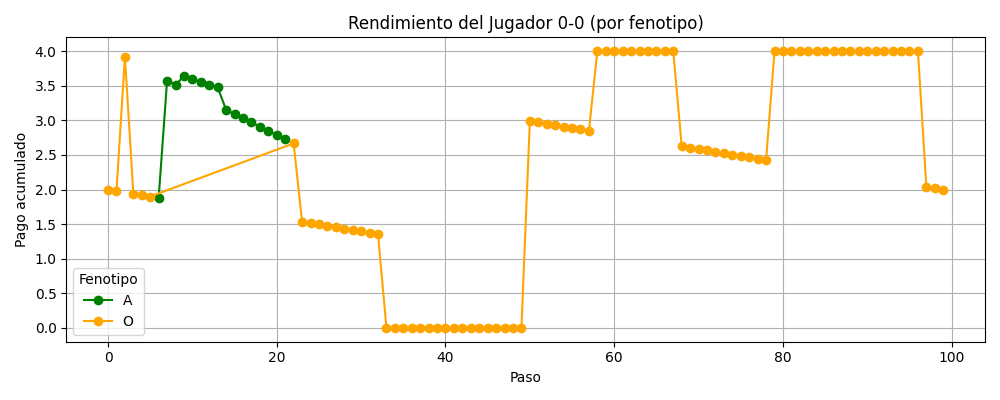 Rendimiento del Jugador 0-0 (por fenotipo)
Pago acumulado
4.0
3.5
3.0
2.5
2.0
1.5
1.0
0.5
0.0
Fenotipo
A
O
0 20 40 60 80 100
Paso